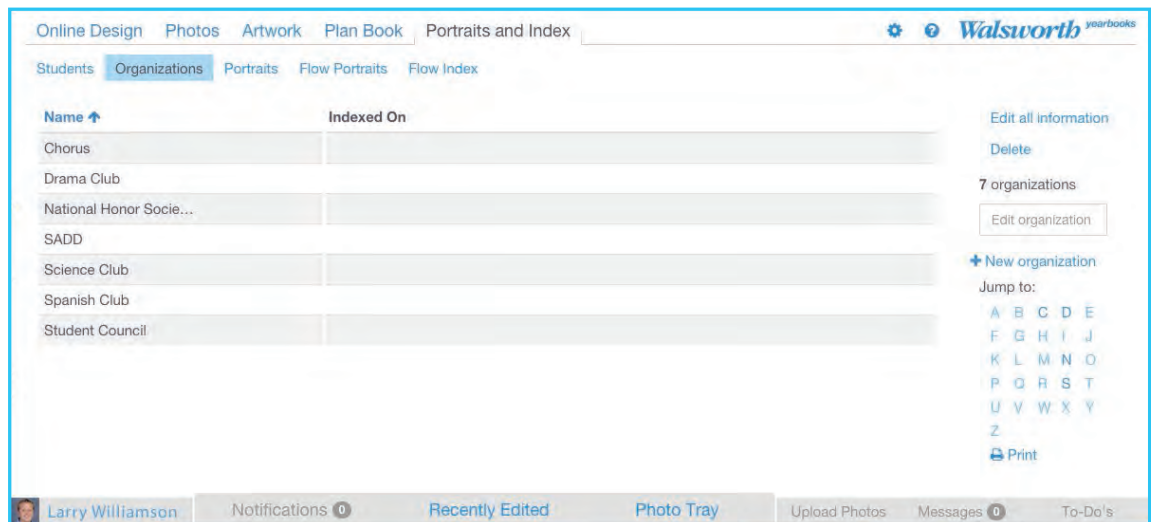 Online Design Photos Artwork Plan Book Portraits and Index Walsworth yearbooks
Students Organizations Portraits Flow Portraits Flow Index
Name Indexed On
Chorus
Drama Club
National Honor Socie...
SADD
Science Club
Spanish Club
Student Council
Edit all information
Delete
7 organizations
Edit organization
New organization
Jump to:
A B C D E
F G H I J
K L M N O
P Q R S T
U V W X Y
Z
Print
Larry Williamson Notifications 0 Recently Edited Photo Tray Upload Photos Messages 0 To-Do's